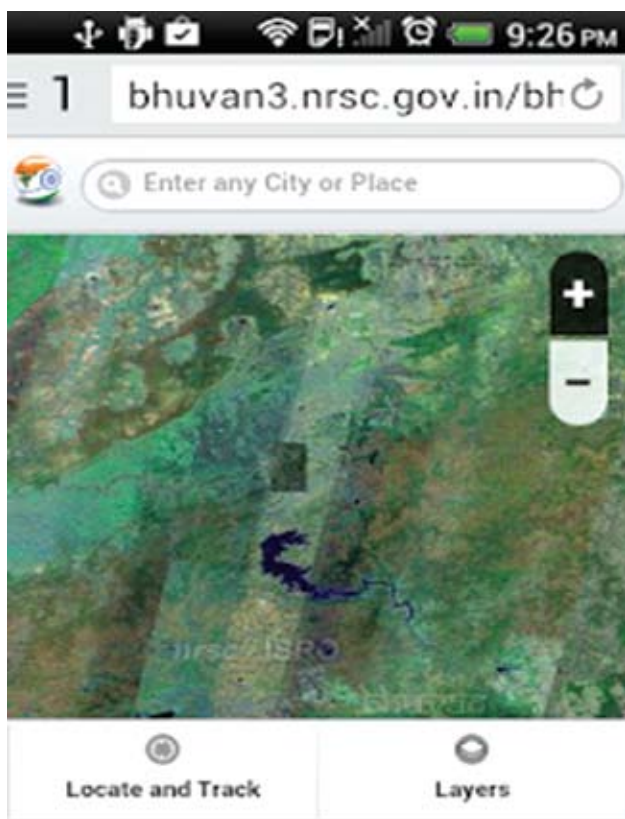 9:26 PM
1 bhuvan3.nrsc.gov.in/bh
Enter any City or Place
+
-
nrsc / ISRO
bhuvan
Locate and Track
Layers